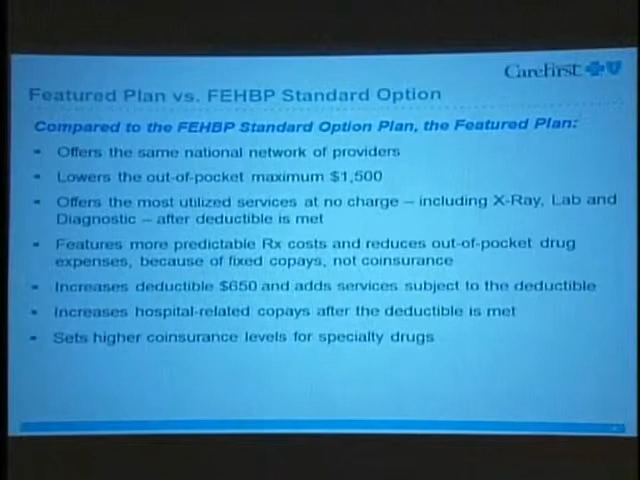 CareFirst
Featured Plan vs. FEHBP Standard Option
Compared to the FEHBP Standard Option Plan, the Featured Plan:
Offers the same national network of providers
Lowers the out-of-pocket maximum $1,500
Offers the most utilized services at no charge – including X-Ray, Lab and
Diagnostic – after deductible is met
Features more predictable Rx costs and reduces out-of-pocket drug
expenses, because of fixed copays, not coinsurance
Increases deductible $650 and adds services subject to the deductible
Increases hospital-related copays after the deductible is met
Sets higher coinsurance levels for specialty drugs